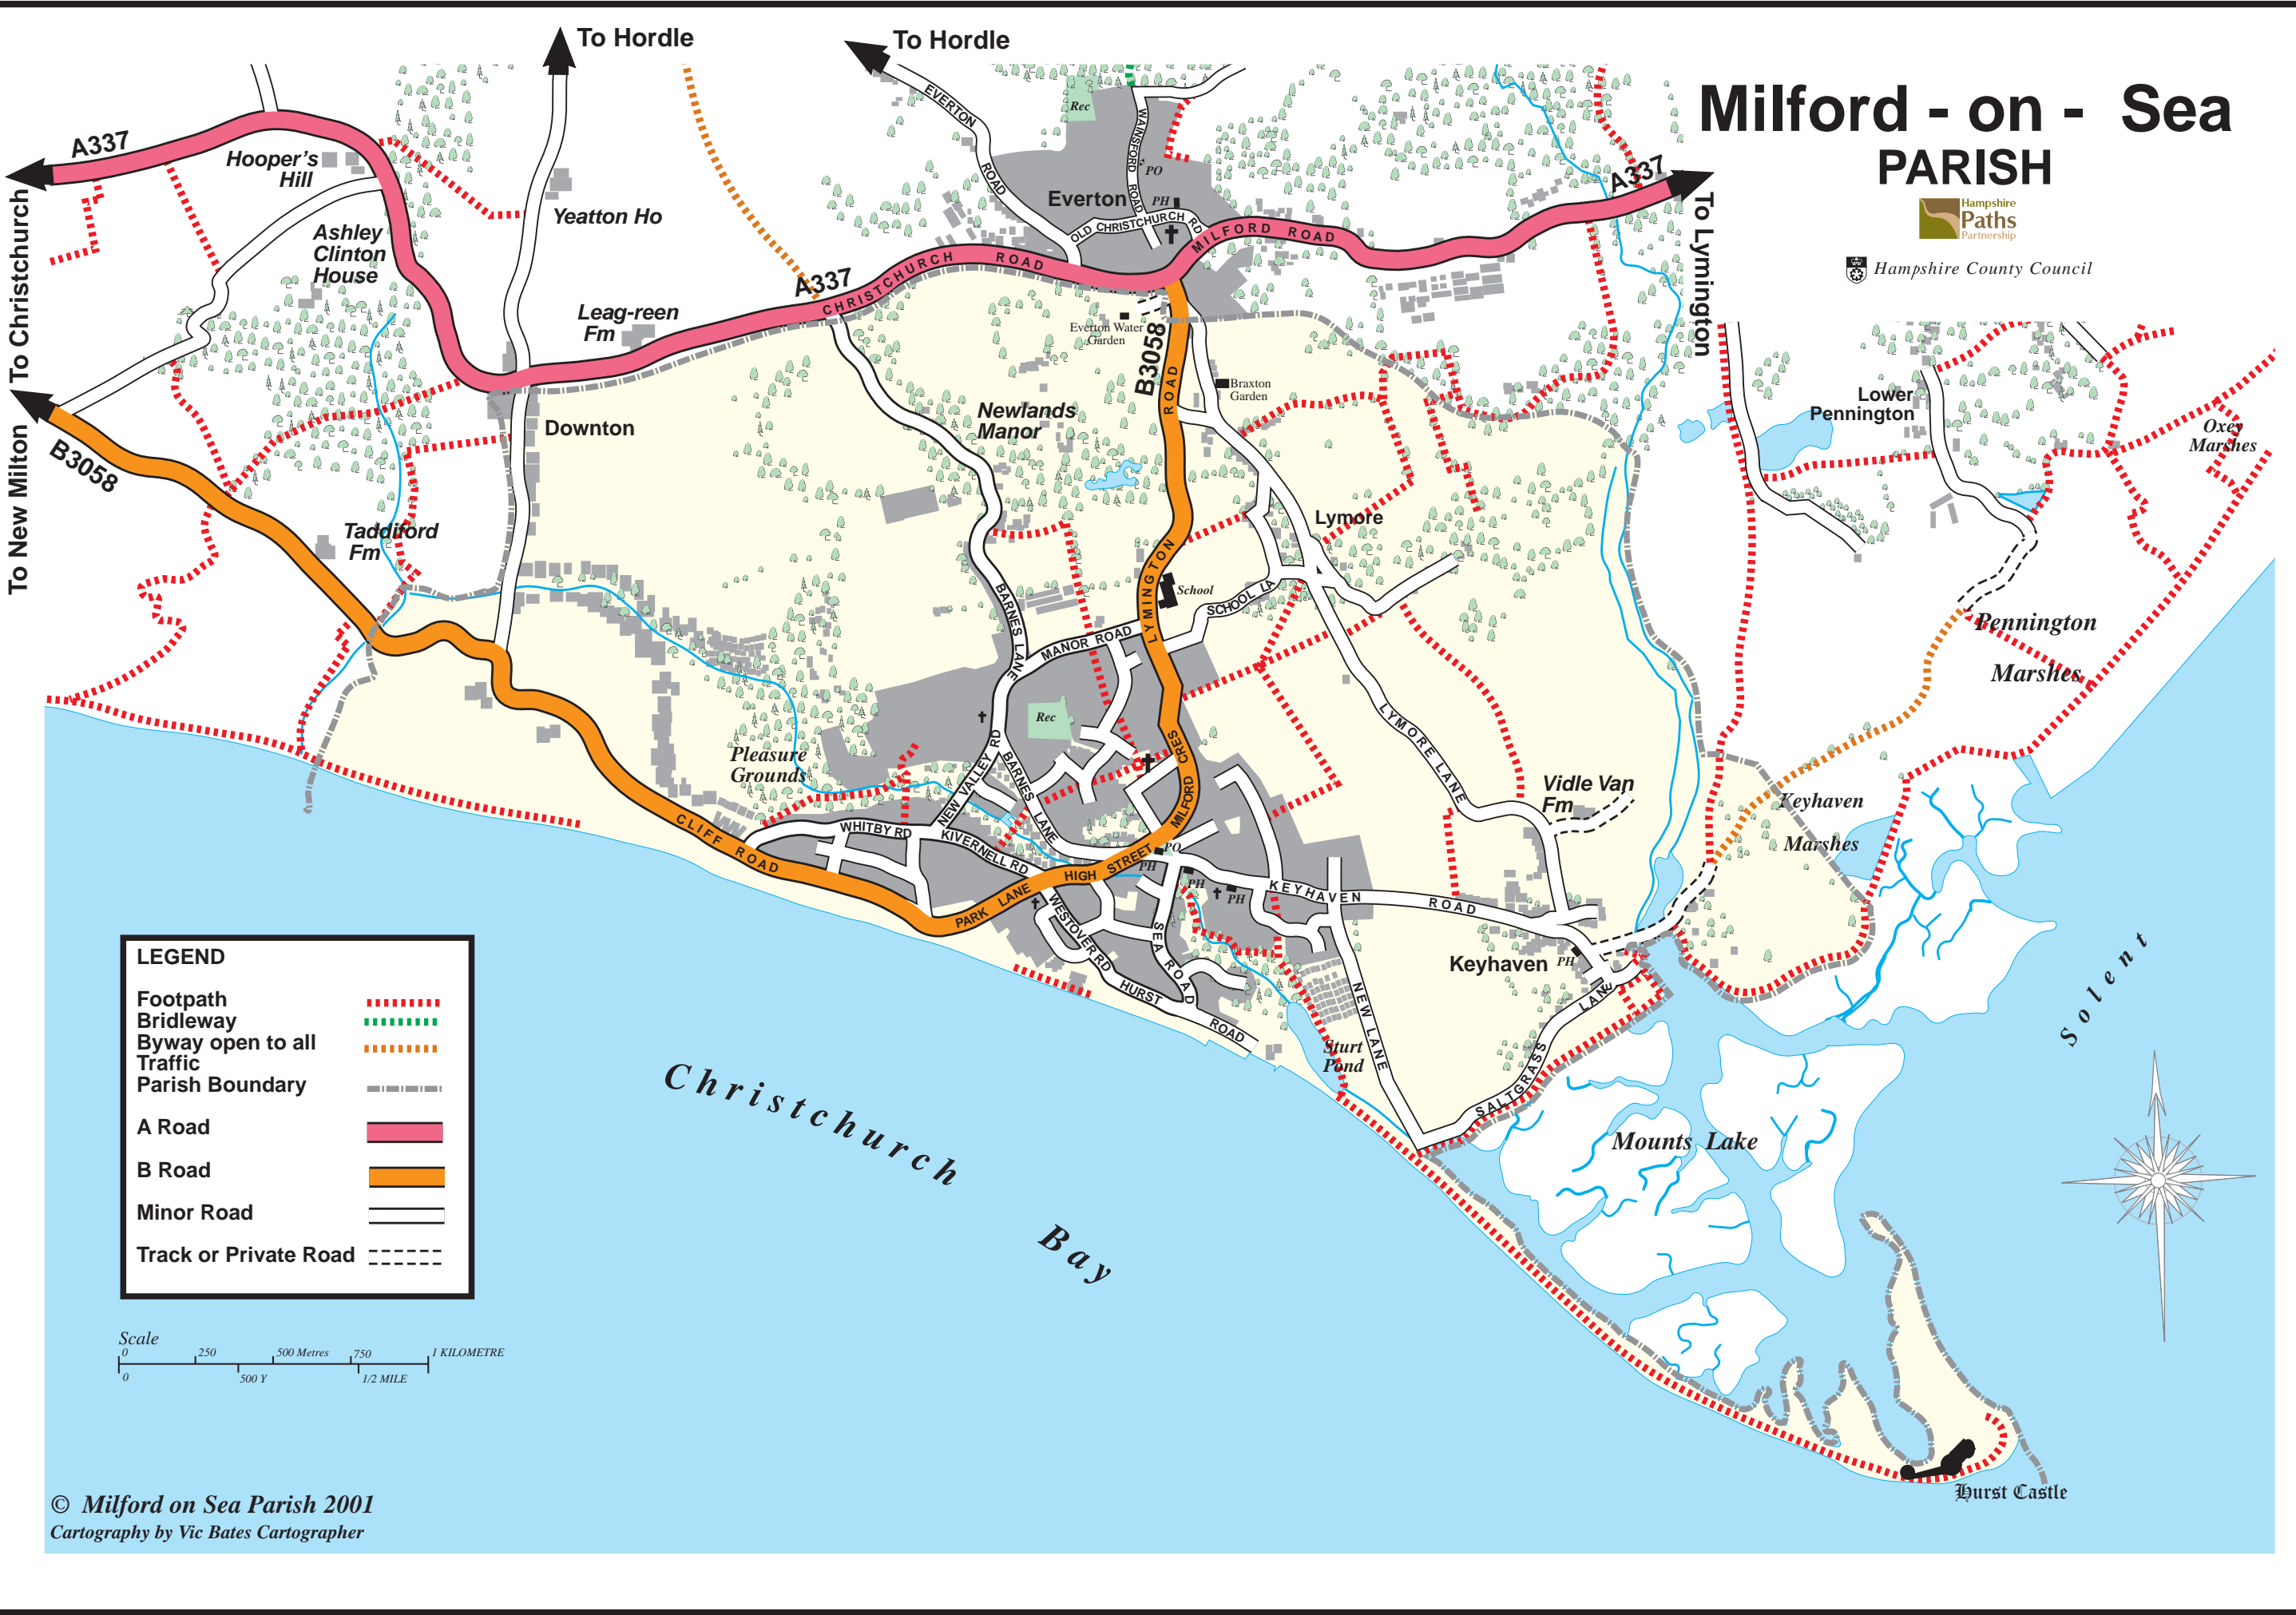 To Hordle
To Hordle
Milford - on - Sea
PARISH
Hampshire
Paths
Partnership
Hampshire County Council
A337
Hooper's
Hill
Yeatton Ho
Ashley
Clinton
House
EVERTON
ROAD
Rec
WAINSFORD
ROAD
PO
Everton
PH
OLD CHRISTCHURCH RD
MILFORD ROAD
A337
To Lymington
To Christchurch
A337
CHRISTCHURCH ROAD
Leag-reen
Fm
Everton Water
Garden
B3058
ROAD
Braxton
Garden
Lower
Pennington
Oxey
Marshes
To New Milton
B3058
Downton
Newlands
Manor
Taddiford
Fm
Lymore
LYMINGTON
School
SCHOOL LA
BARNES LANE
MANOR ROAD
Pennington
Marshes
Rec
LYMORE LANE
Pleasure
Grounds
NEW VALLEY RD
BARNES
LANE
MILFORD CRES
Vidle Van
Fm
Keyhaven
Marshes
CLIFF ROAD
WHITBY RD
KIVERNELL RD
PARK LANE
HIGH STREET
PO
PH
PH
PH
KEYHAVEN ROAD
WESTOVER RD
SEA ROAD
HURST
ROAD
Keyhaven
PH
NEW LANE
Sturt
Pond
SALTGRASS LANE
Solent
Mounts Lake
Christchurch
Bay
Hurst Castle
LEGEND
Footpath
Bridleway
Byway open to all
Traffic
Parish Boundary
A Road
B Road
Minor Road
Track or Private Road
Scale
0 250 500 Metres 750 1 KILOMETRE
0 500 Y 1/2 MILE
© Milford on Sea Parish 2001
Cartography by Vic Bates Cartographer